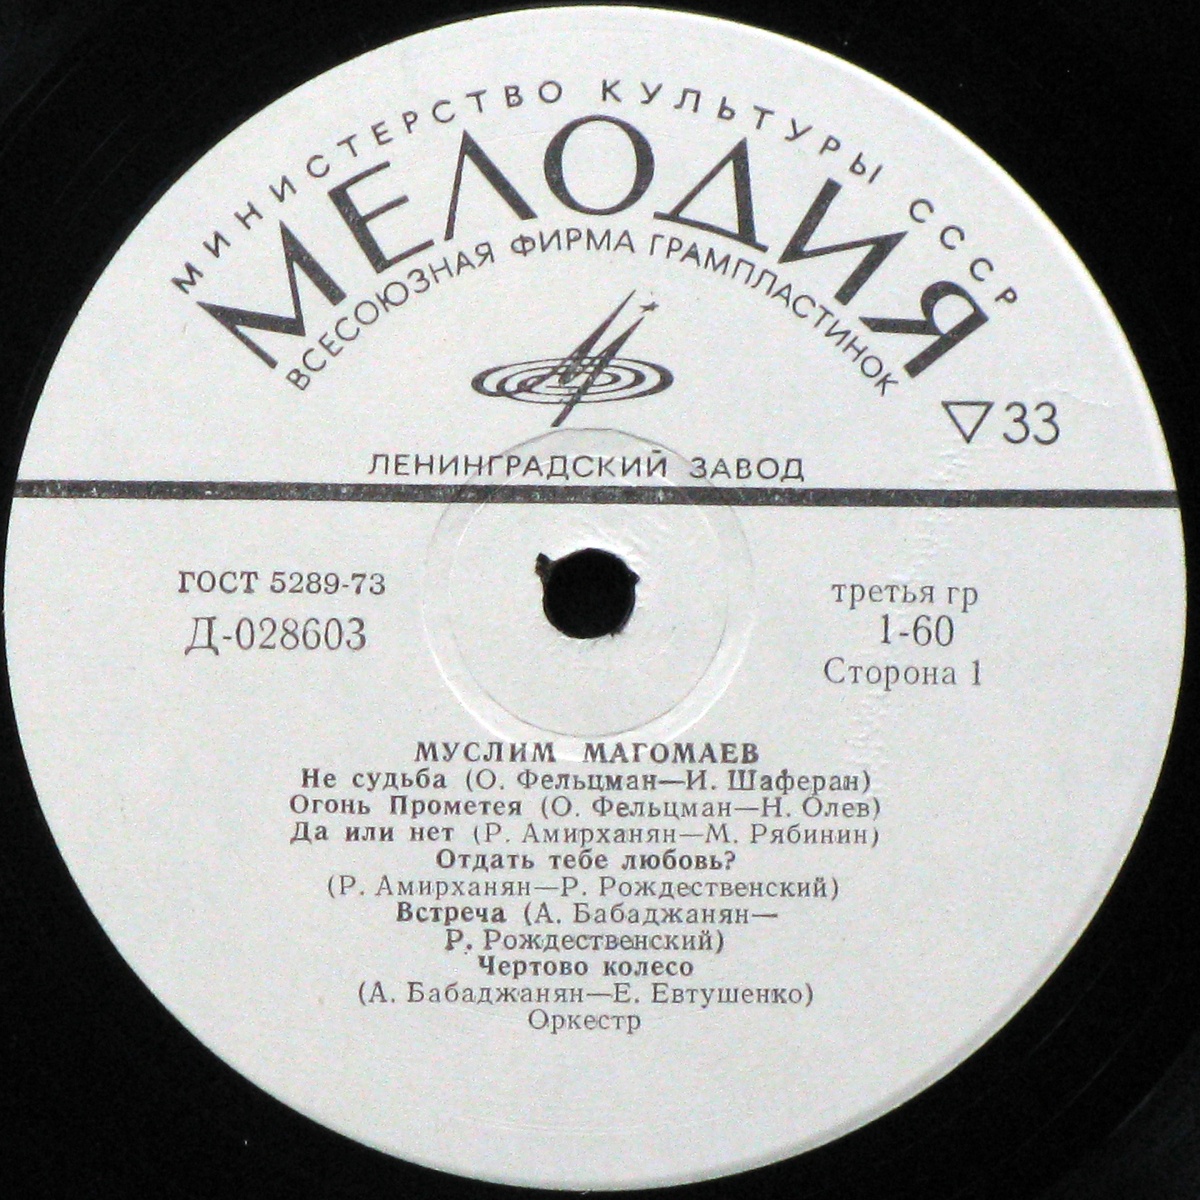 МИНИСТЕРСТВО КУЛЬТУРЫ СССР
МЕЛОДИЯ
ВСЕСОЮЗНАЯ ФИРМА ГРАМПЛАСТИНОК
▽33
ЛЕНИНГРАДСКИЙ ЗАВОД
ГОСТ 5289-73
Д-028603
третья гр
1-60
Сторона 1
МУСЛИМ МАГОМАЕВ
Не судьба (О. Фельцман—И. Шаферан)
Огонь Прометея (О. Фельцман—Н. Олев)
Да или нет (Р. Амирханян—М. Рябинин)
Отдать тебе любовь?
(Р. Амирханян—Р. Рождественский)
Встреча (А. Бабаджанян—
Р. Рождественский)
Чертово колесо
(А. Бабаджанян—Е. Евтушенко)
Оркестр